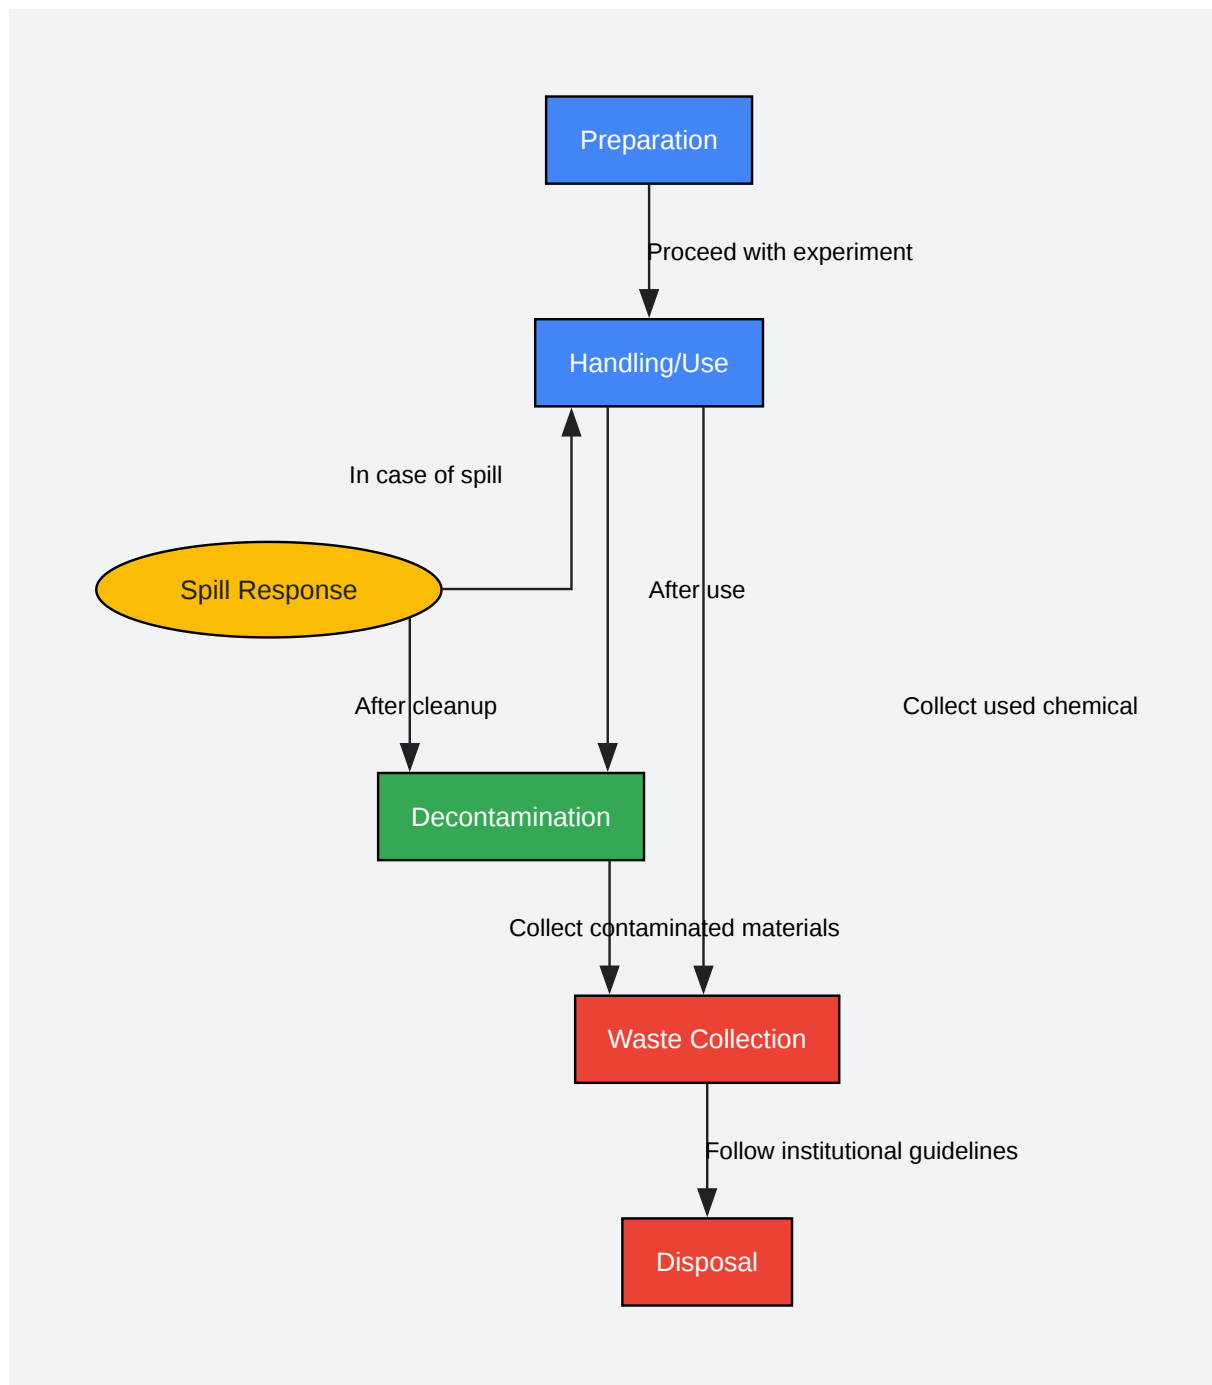 Preparation
Proceed with experiment
Handling/Use
In case of spill
Spill Response
After use
After cleanup
Collect used chemical
Decontamination
Collect contaminated materials
Waste Collection
Follow institutional guidelines
Disposal